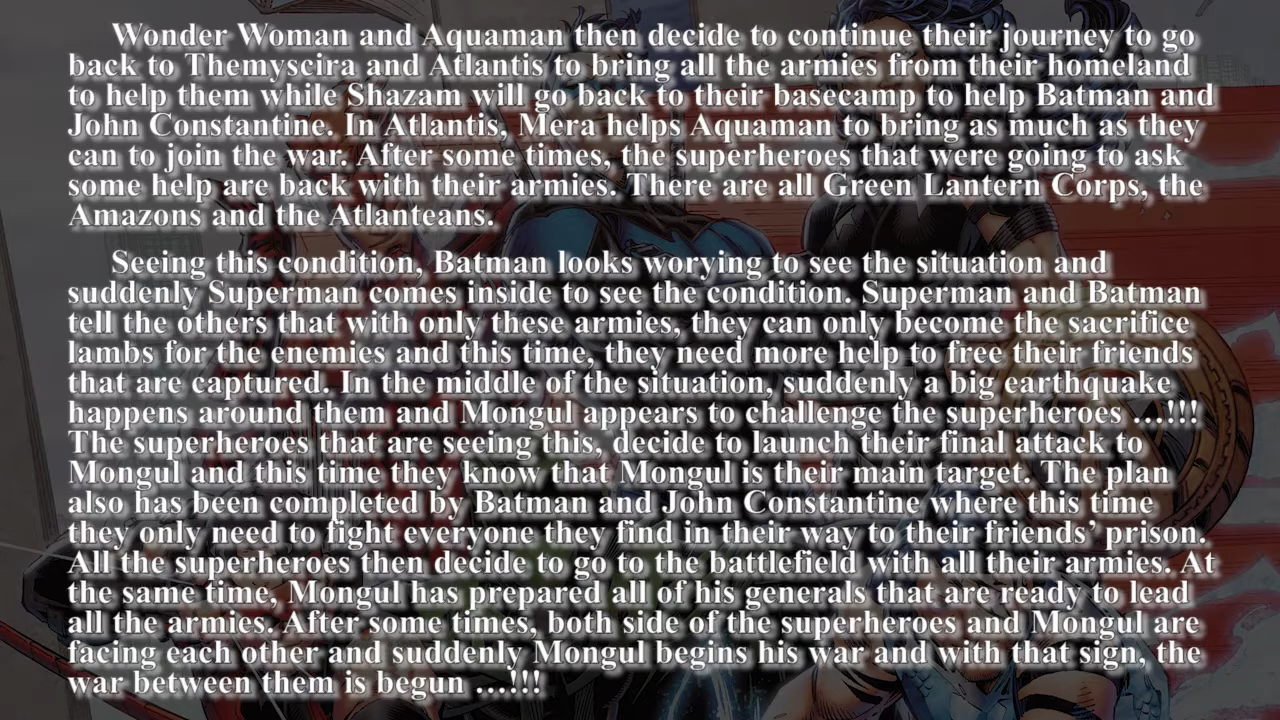 Wonder Woman and Aquaman then decide to continue their journey to go
back to Themyscira and Atlantis to bring all the armies from their homeland
to help them while Shazam will go back to their basecamp to help Batman and
John Constantine. In Atlantis, Mera helps Aquaman to bring as much as they
can to join the war. After some times, the superheroes that were going to ask
some help are back with their armies. There are all Green Lantern Corps, the
Amazons and the Atlanteans.
Seeing this condition, Batman looks worying to see the situation and
suddenly Superman comes inside to see the condition. Superman and Batman
tell the others that with only these armies, they can only become the sacrifice
lambs for the enemies and this time, they need more help to free their friends
that are captured. In the middle of the situation, suddenly a big earthquake
happens around them and Mongul appears to challenge the superheroes …!!!
The superheroes that are seeing this, decide to launch their final attack to
Mongul and this time they know that Mongul is their main target. The plan
also has been completed by Batman and John Constantine where this time
they only need to fight everyone they find in their way to their friends’ prison.
All the superheroes then decide to go to the battlefield with all their armies. At
the same time, Mongul has prepared all of his generals that are ready to lead
all the armies. After some times, both side of the superheroes and Mongul are
facing each other and suddenly Mongul begins his war and with that sign, the
war between them is begun …!!!